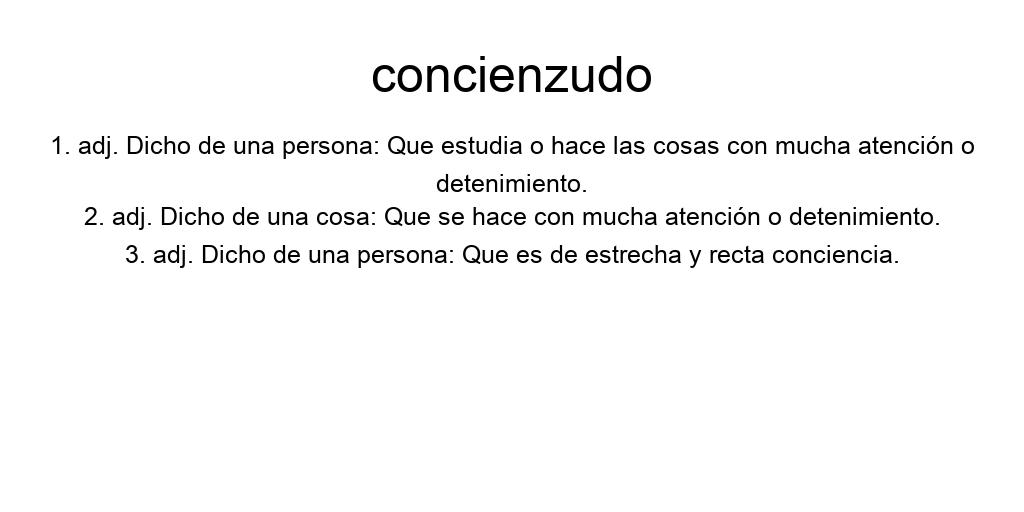 concienzudo
1. adj. Dicho de una persona: Que estudia o hace las cosas con mucha atención o
detenimiento.
2. adj. Dicho de una cosa: Que se hace con mucha atención o detenimiento.
3. adj. Dicho de una persona: Que es de estrecha y recta conciencia.